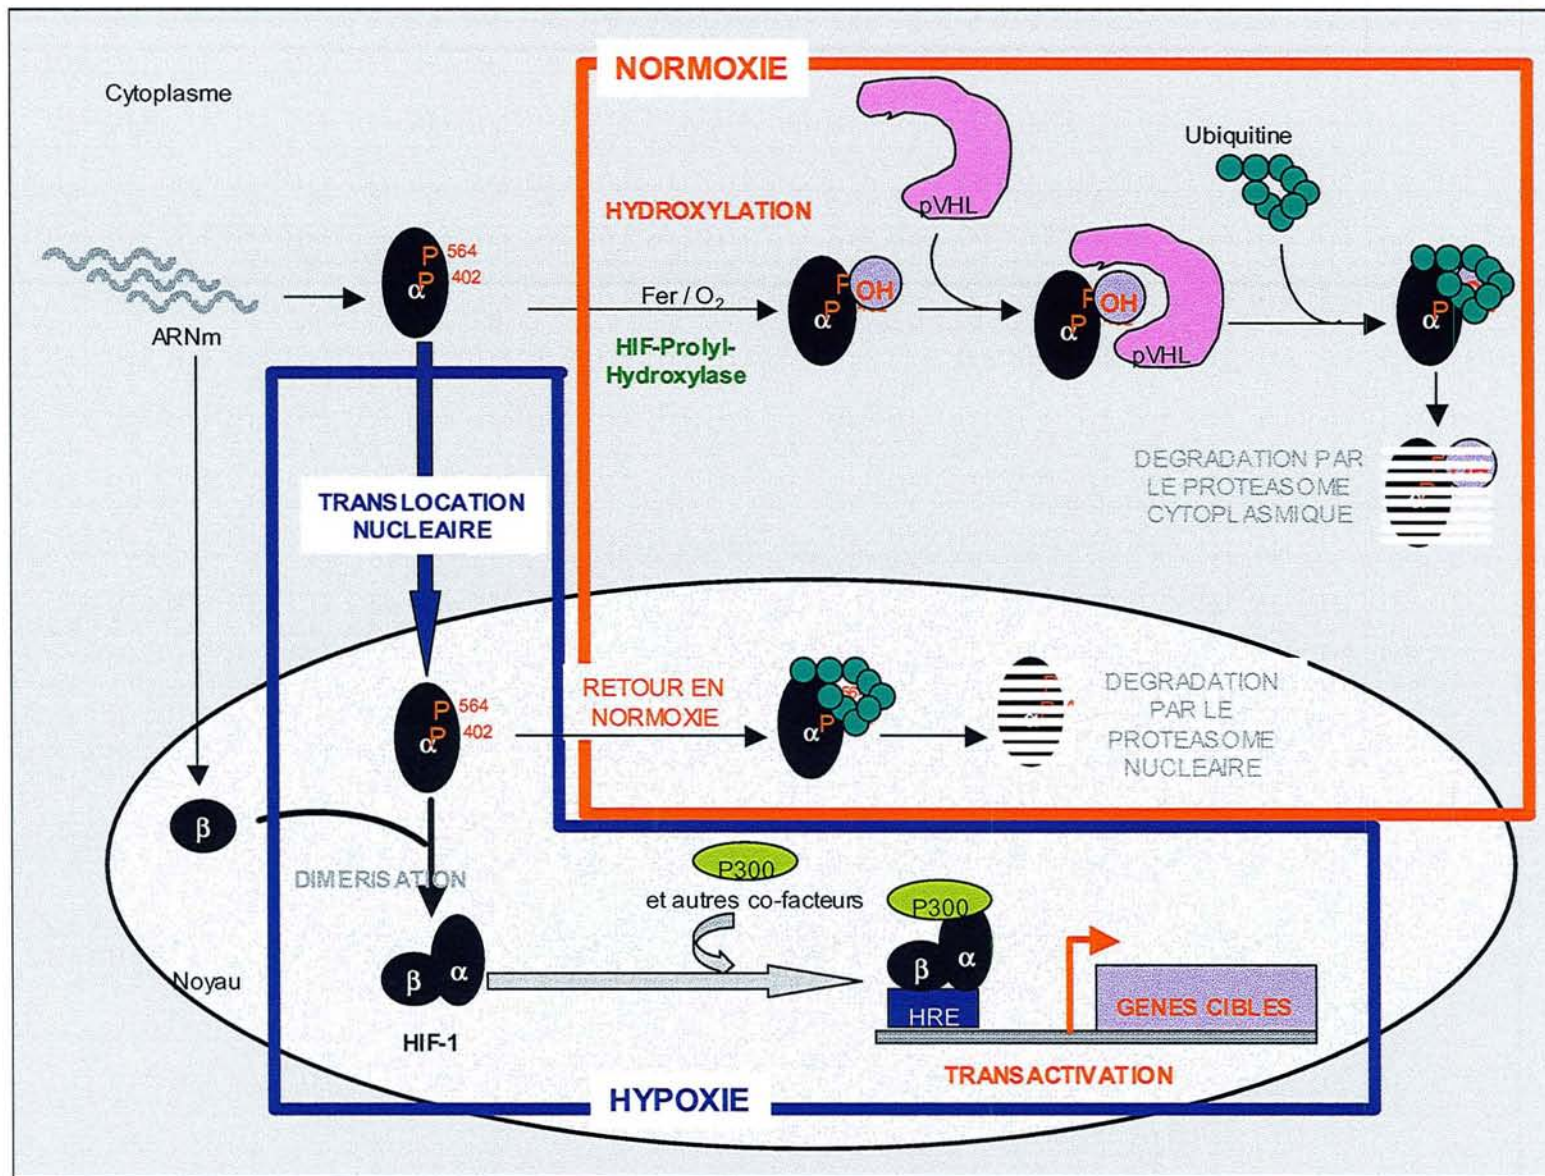 NORMOXIE
Cytoplasme
Ubiquitine
pVHL
HYDROXYLATION
P 564
P 402
α
OH
P
α
OH
P
α
pVHL
P
α
Fer / O₂
ARNm
HIF-Prolyl-
Hydroxylase
DEGRADATION PAR
LE PROTEASOME
CYTOPLASMIQUE
TRANSLOCATION
NUCLEAIRE
P 564
P 402
α
RETOUR EN
NORMOXIE
P
α
DEGRADATION
PAR LE
PROTEASOME
NUCLEAIRE
β
DIMERISATION
P300
et autres co-facteurs
P300
β
α
β
α
Noyau
HRE
GENES CIBLES
HIF-1
TRANSACTIVATION
HYPOXIE